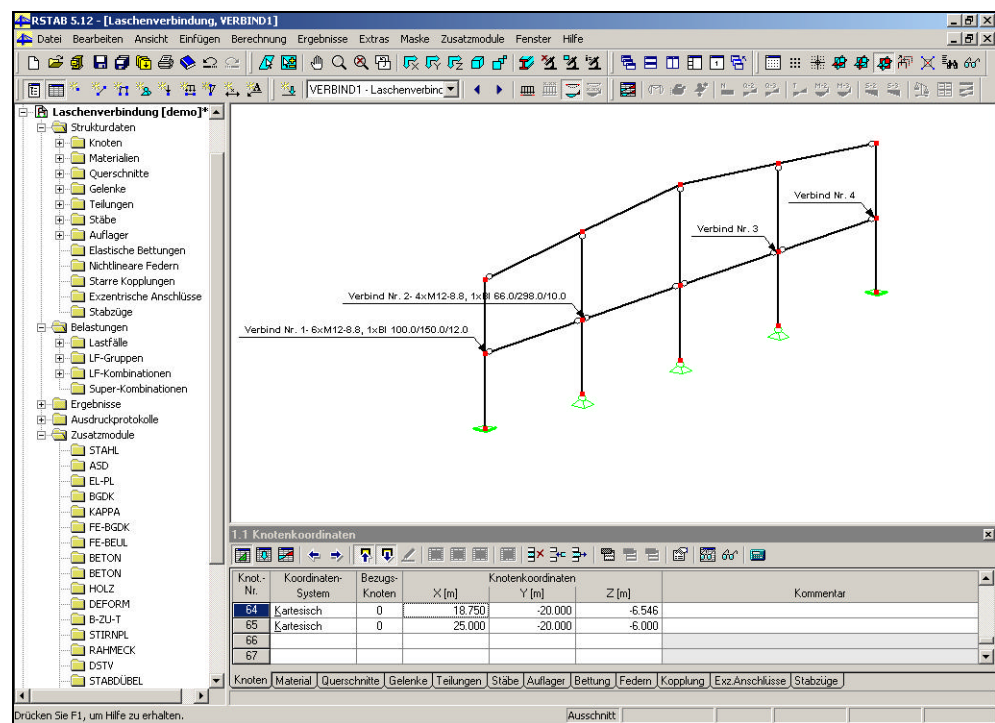 RSTAB 5.12 - [Laschenverbindung, VERBIND1]
Datei Bearbeiten Ansicht Einfügen Berechnung Ergebnisse Extras Maske Zusatzmodule Fenster Hilfe
VERBIND1 - Laschenverbinc
Laschenverbindung [demo]*
Strukturdaten
Knoten
Materialien
Querschnitte
Gelenke
Teilungen
Stäbe
Auflager
Elastische Bettungen
Nichtlineare Federn
Starre Kopplungen
Exzentrische Anschlüsse
Stabzüge
Belastungen
Lastfälle
LF-Gruppen
LF-Kombinationen
Super-Kombinationen
Ergebnisse
Ausdruckprotokolle
Zusatzmodule
STAHL
ASD
EL-PL
BGDK
KAPPA
FE-BGDK
FE-BEUL
BETON
BETON
HOLZ
DEFORM
B-ZU-T
STIRNPL
RAHMECK
DSTV
STABDÜBEL
Verbind Nr. 4
Verbind Nr. 3
Verbind Nr. 2- 4xM12-8.8, 1xBl 66.0/298.0/10.0
Verbind Nr. 1- 6xM12-8.8, 1xBl 100.0/150.0/12.0
1.1 Knotenkoordinaten
Knot.- Koordinaten- Bezugs- Knotenkoordinaten
Nr. System Knoten X [m] Y [m] Z [m] Kommentar
64 Kartesisch 0 18.750 -20.000 -6.546
65 Kartesisch 0 25.000 -20.000 -6.000
66
67
Knoten Material Querschnitte Gelenke Teilungen Stäbe Auflager Bettung Federn Kopplung Exz.Anschlüsse Stabzüge
Drücken Sie F1, um Hilfe zu erhalten. Ausschnitt